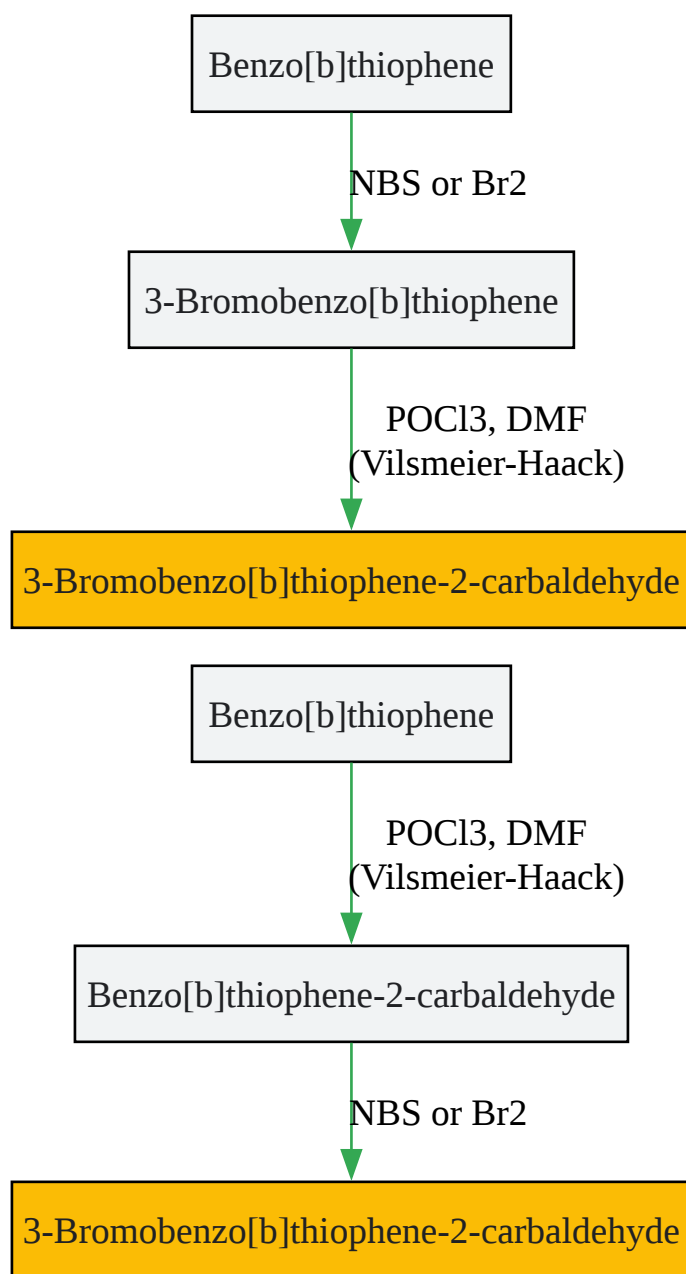 Benzo[b]thiophene
NBS or Br2
3-Bromobenzo[b]thiophene
POCl3, DMF
(Vilsmeier-Haack)
3-Bromobenzo[b]thiophene-2-carbaldehyde
Benzo[b]thiophene
POCl3, DMF
(Vilsmeier-Haack)
Benzo[b]thiophene-2-carbaldehyde
NBS or Br2
3-Bromobenzo[b]thiophene-2-carbaldehyde